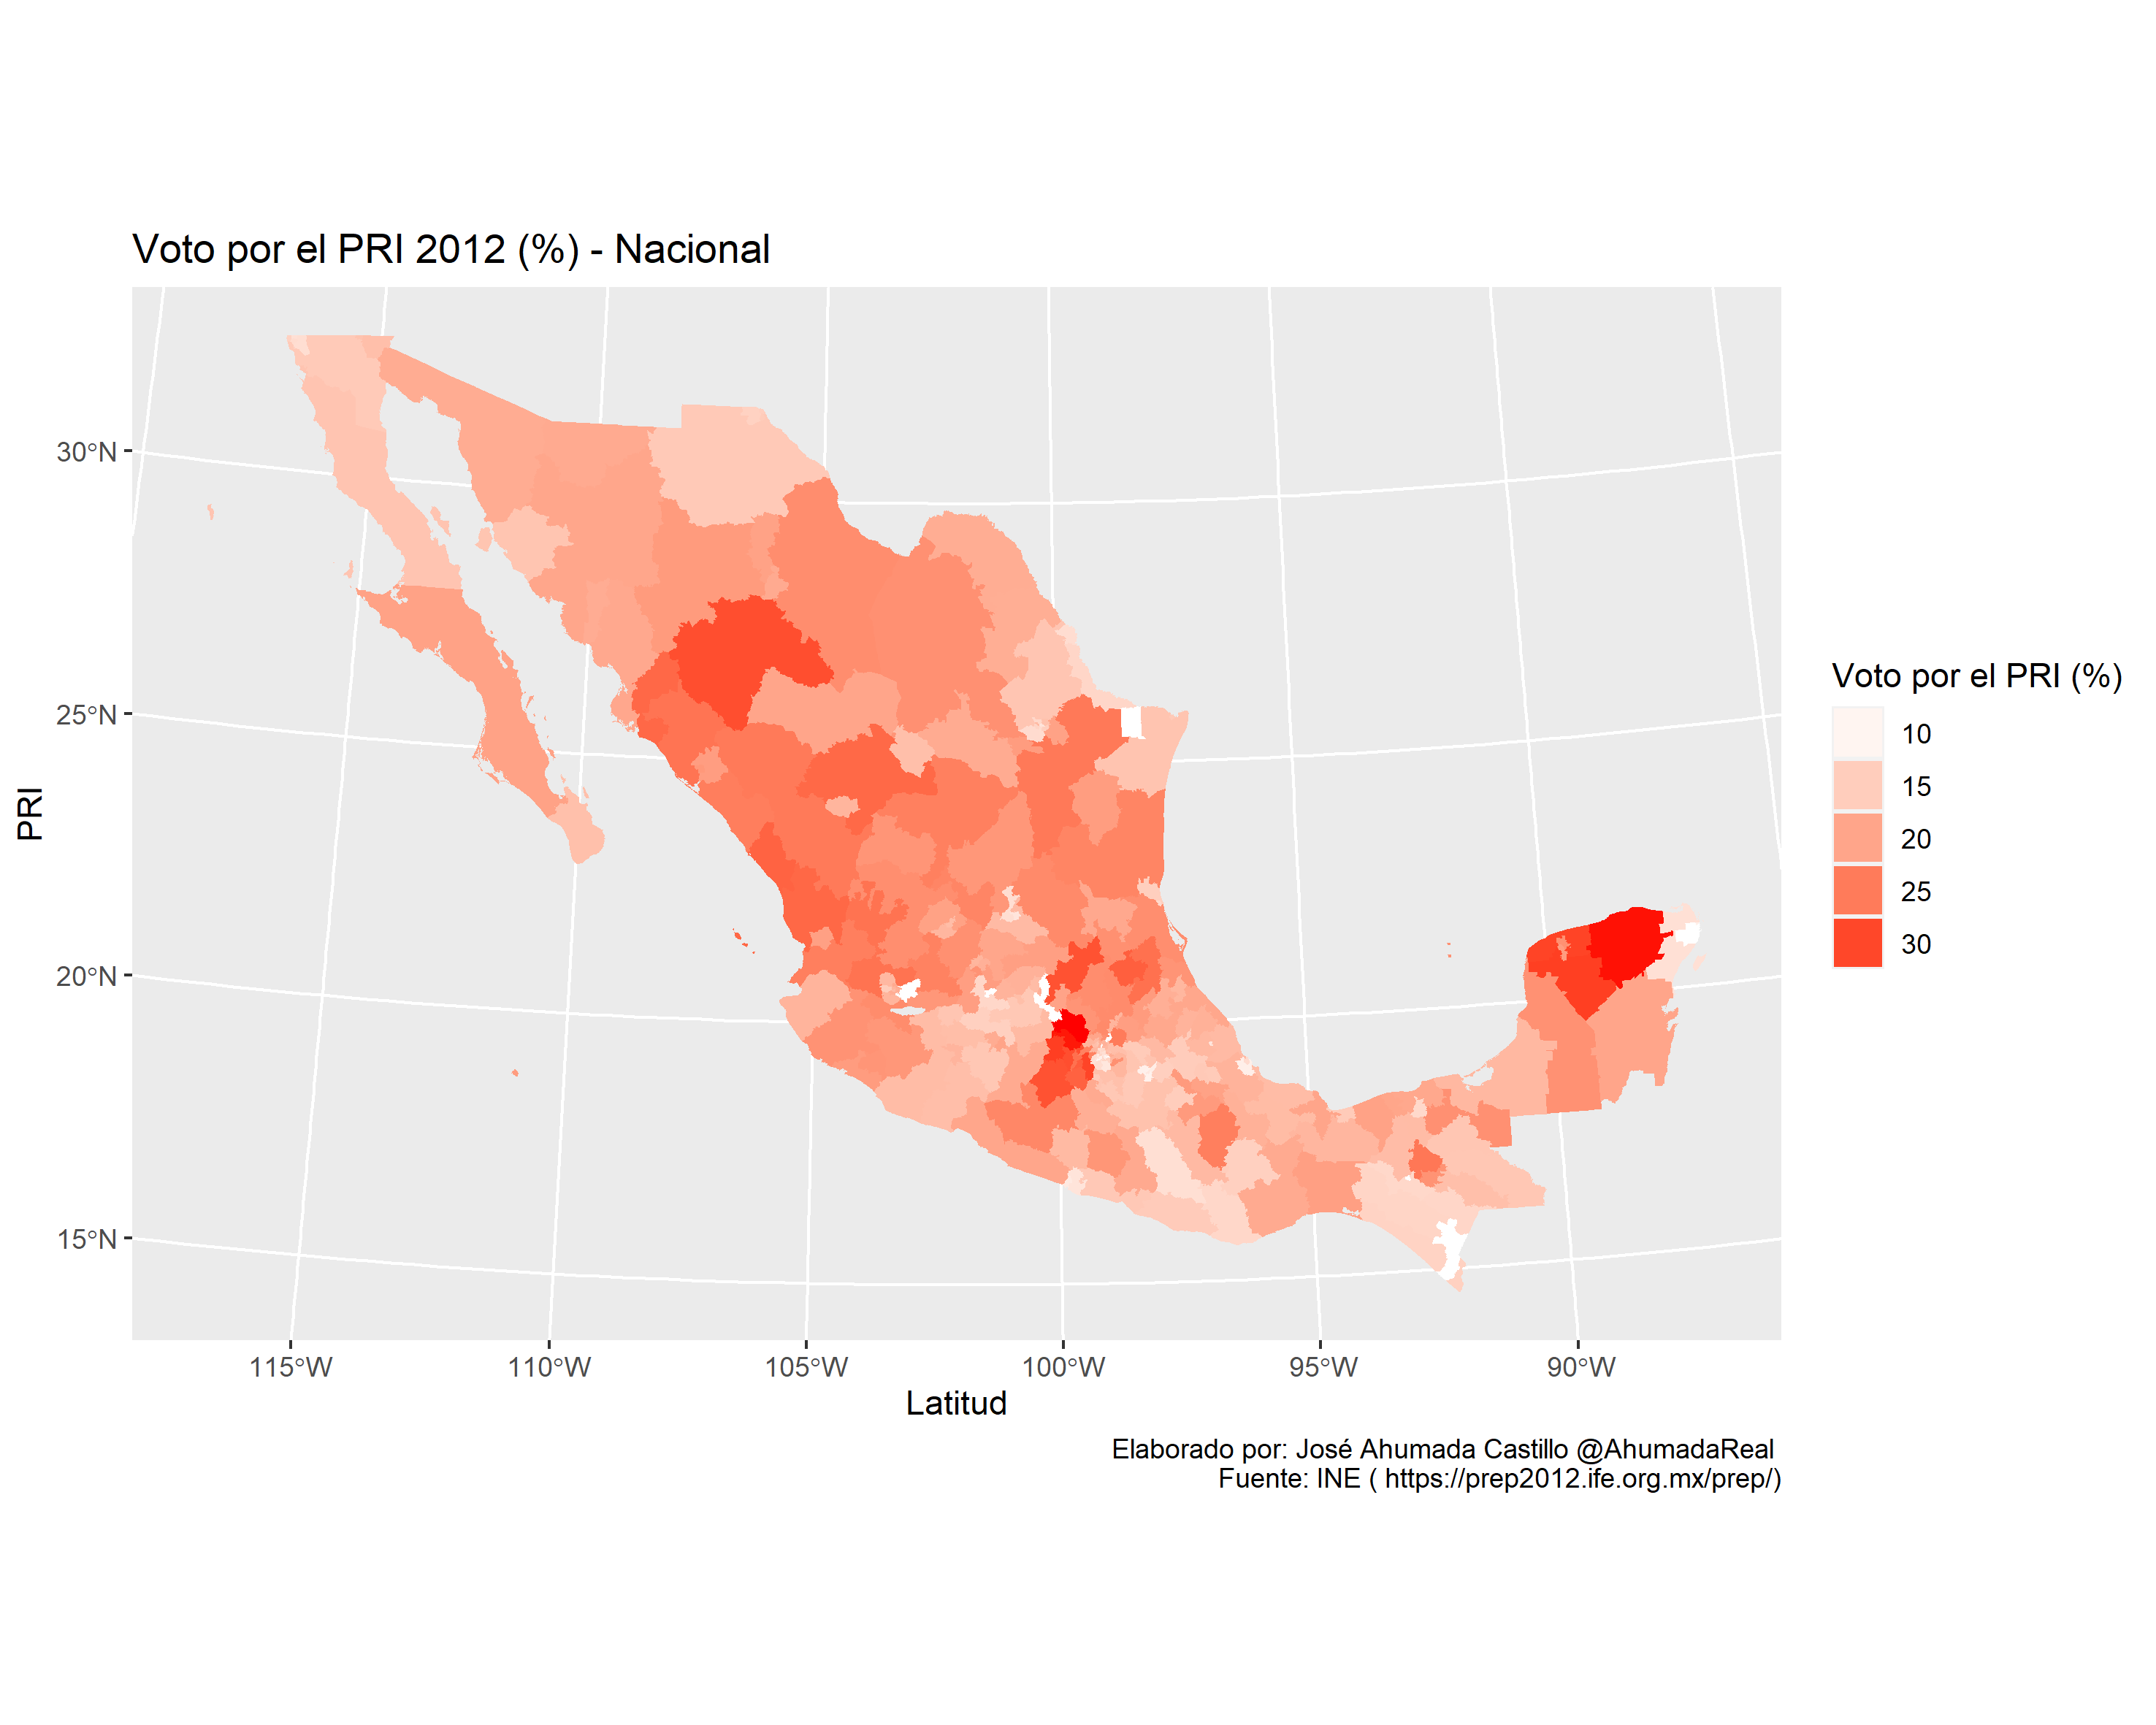 Voto por el PRI 2012 (%) - Nacional
30°N
25°N
20°N
15°N
PRI
115°W
110°W
105°W
100°W
95°W
90°W
Latitud
Voto por el PRI (%)
10
15
20
25
30
Elaborado por: José Ahumada Castillo @AhumadaReal
Fuente: INE ( https://prep2012.ife.org.mx/prep/)